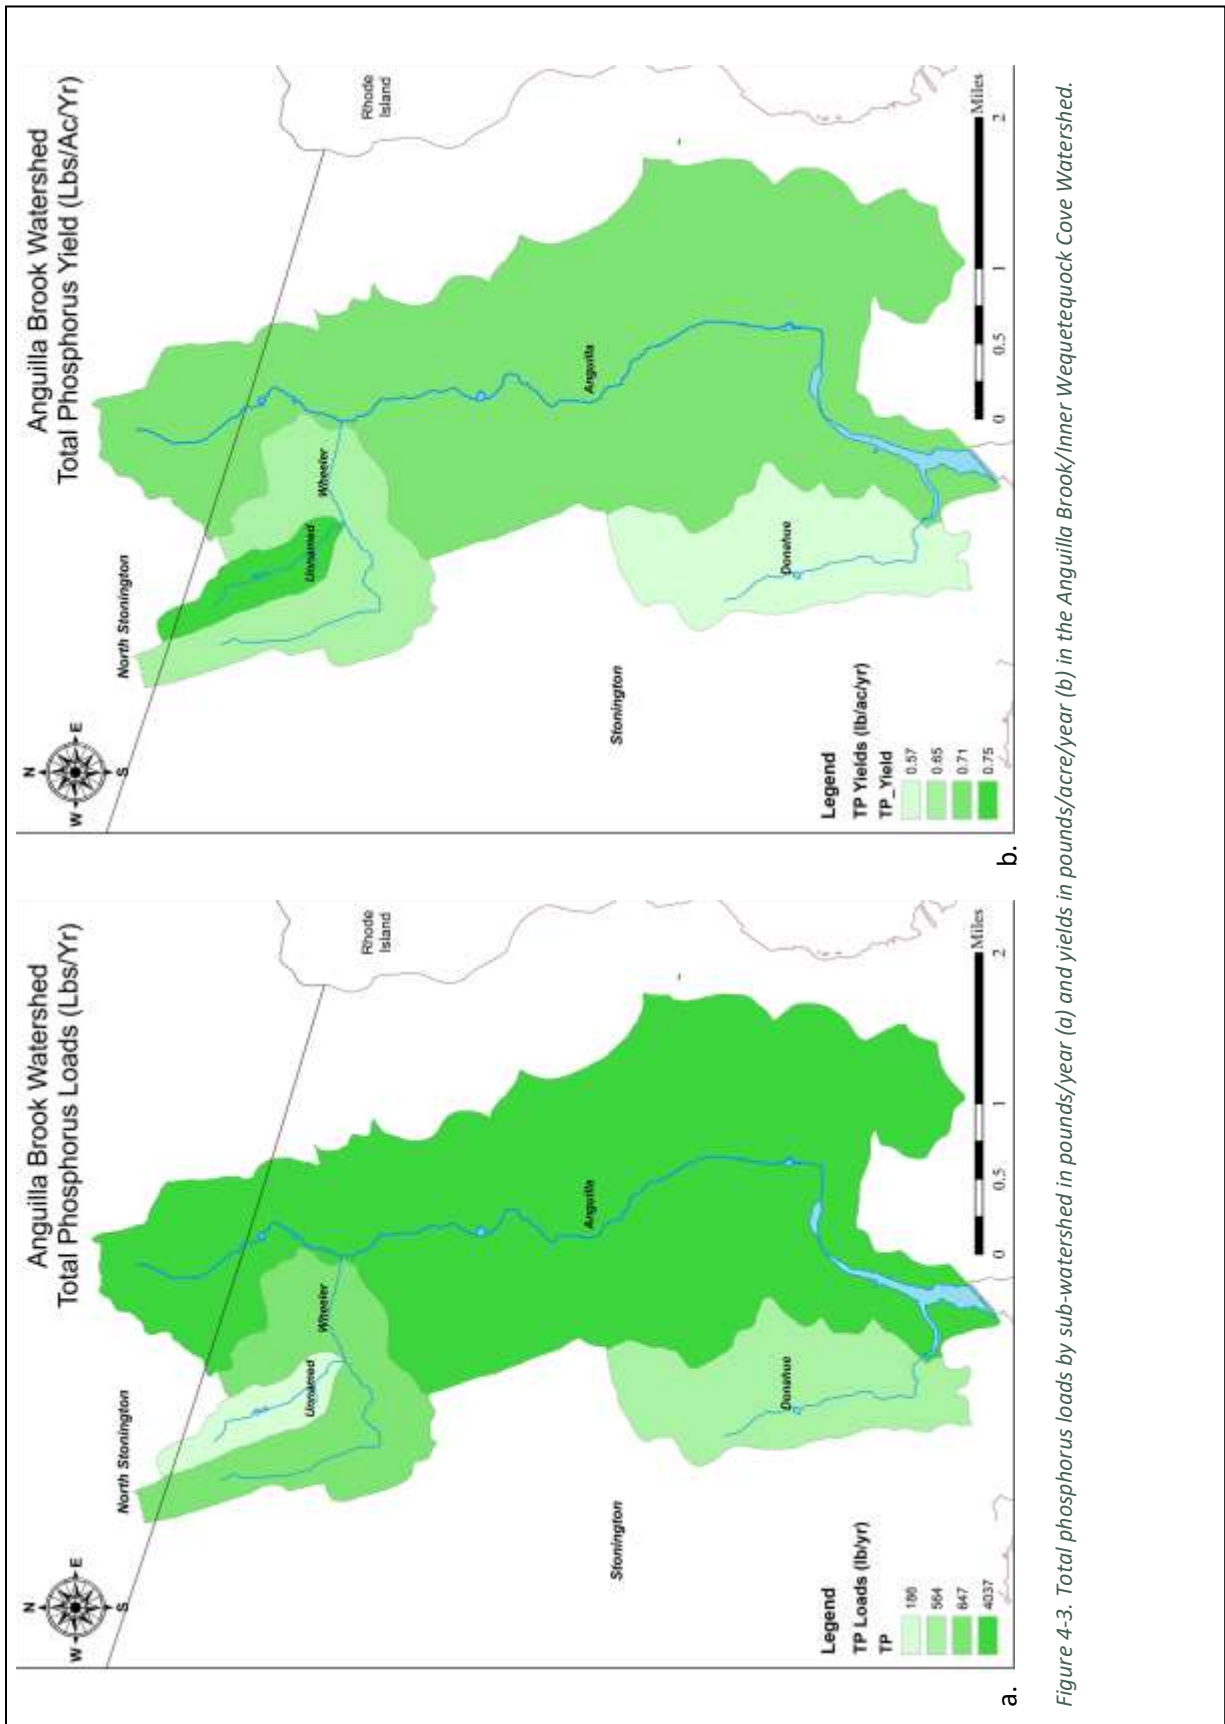 Anguilla Brook Watershed
Total Phosphorus Loads (Lbs/Yr)
N
W
E
S
North Stonington
Rhode
Island
Unnamed
Wheeler
Anguilla
Stonington
Donahue
Legend
TP Loads (lb/yr)
TP
186
564
647
4037
0 0.5 1 2
Miles
a.
Anguilla Brook Watershed
Total Phosphorus Yield (Lbs/Ac/Yr)
N
W
E
S
North Stonington
Rhode
Island
Unnamed
Wheeler
Anguilla
Stonington
Donahue
Legend
TP Yields (lb/ac/yr)
TP_Yield
0.57
0.65
0.71
0.75
0 0.5 1 2
Miles
b.
Figure 4-3. Total phosphorus loads by sub-watershed in pounds/year (a) and yields in pounds/acre/year (b) in the Anguilla Brook/Inner Wequetequock Cove Watershed.